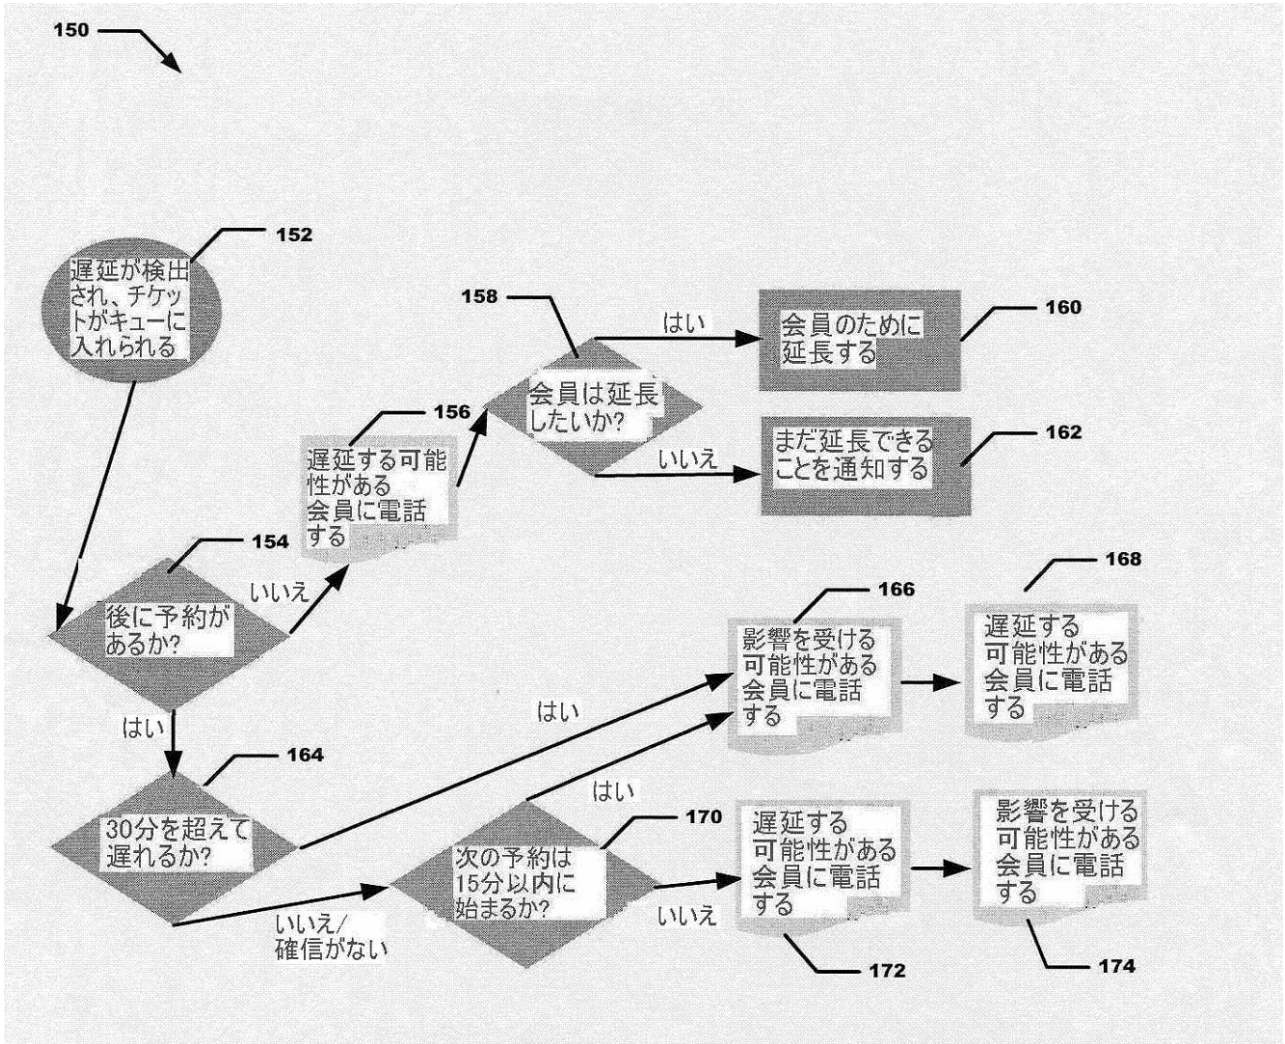 150
152
遅延が検出
され、チケッ
トがキューに
入れられる
158
はい
会員のために
延長する
160
会員は延長
したいか?
156
遅延する可能
性がある
会員に電話
する
いいえ
まだ延長できる
ことを通知する
162
154
いいえ
後に予約が
あるか?
はい
166
影響を受ける
可能性がある
会員に電話
する
168
遅延する
可能性がある
会員に電話
する
はい
164
30分を超えて
遅れるか?
はい
170
次の予約は
15分以内に
始まるか?
いいえ/
確信がない
いいえ
遅延する
可能性がある
会員に電話
する
172
影響を受ける
可能性がある
会員に電話
する
174